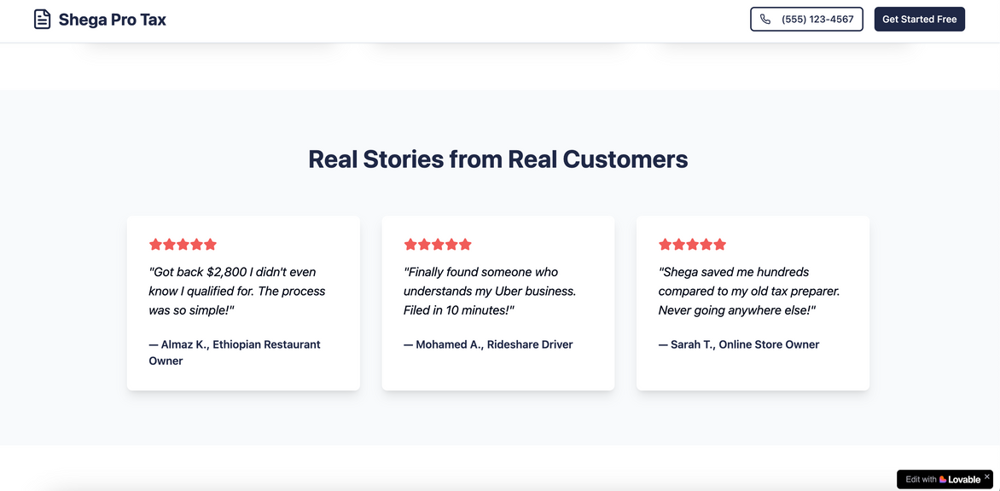 Shega Pro Tax
(555) 123-4567
Get Started Free
Real Stories from Real Customers
"Got back $2,800 I didn't even
know I qualified for. The process
was so simple!"
— Almaz K., Ethiopian Restaurant
Owner
"Finally found someone who
understands my Uber business.
Filed in 10 minutes!"
— Mohamed A., Rideshare Driver
"Shega saved me hundreds
compared to my old tax preparer.
Never going anywhere else!"
— Sarah T., Online Store Owner
Edit with Lovable